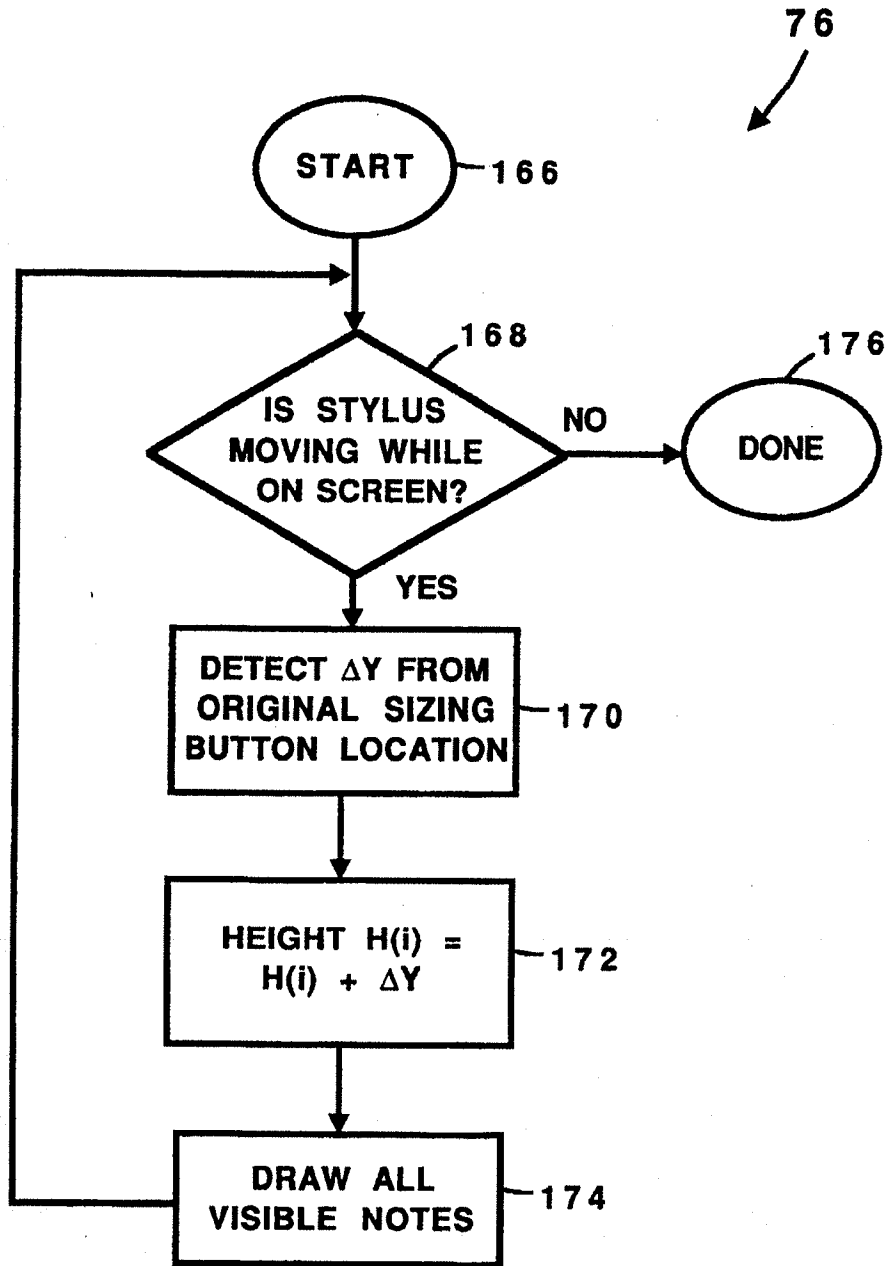 76
START
166
168
176
IS STYLUS
MOVING WHILE
ON SCREEN?
NO
DONE
YES
DETECT ΔY FROM
ORIGINAL SIZING
BUTTON LOCATION
170
HEIGHT H(i) =
H(i) + ΔY
172
DRAW ALL
VISIBLE NOTES
174